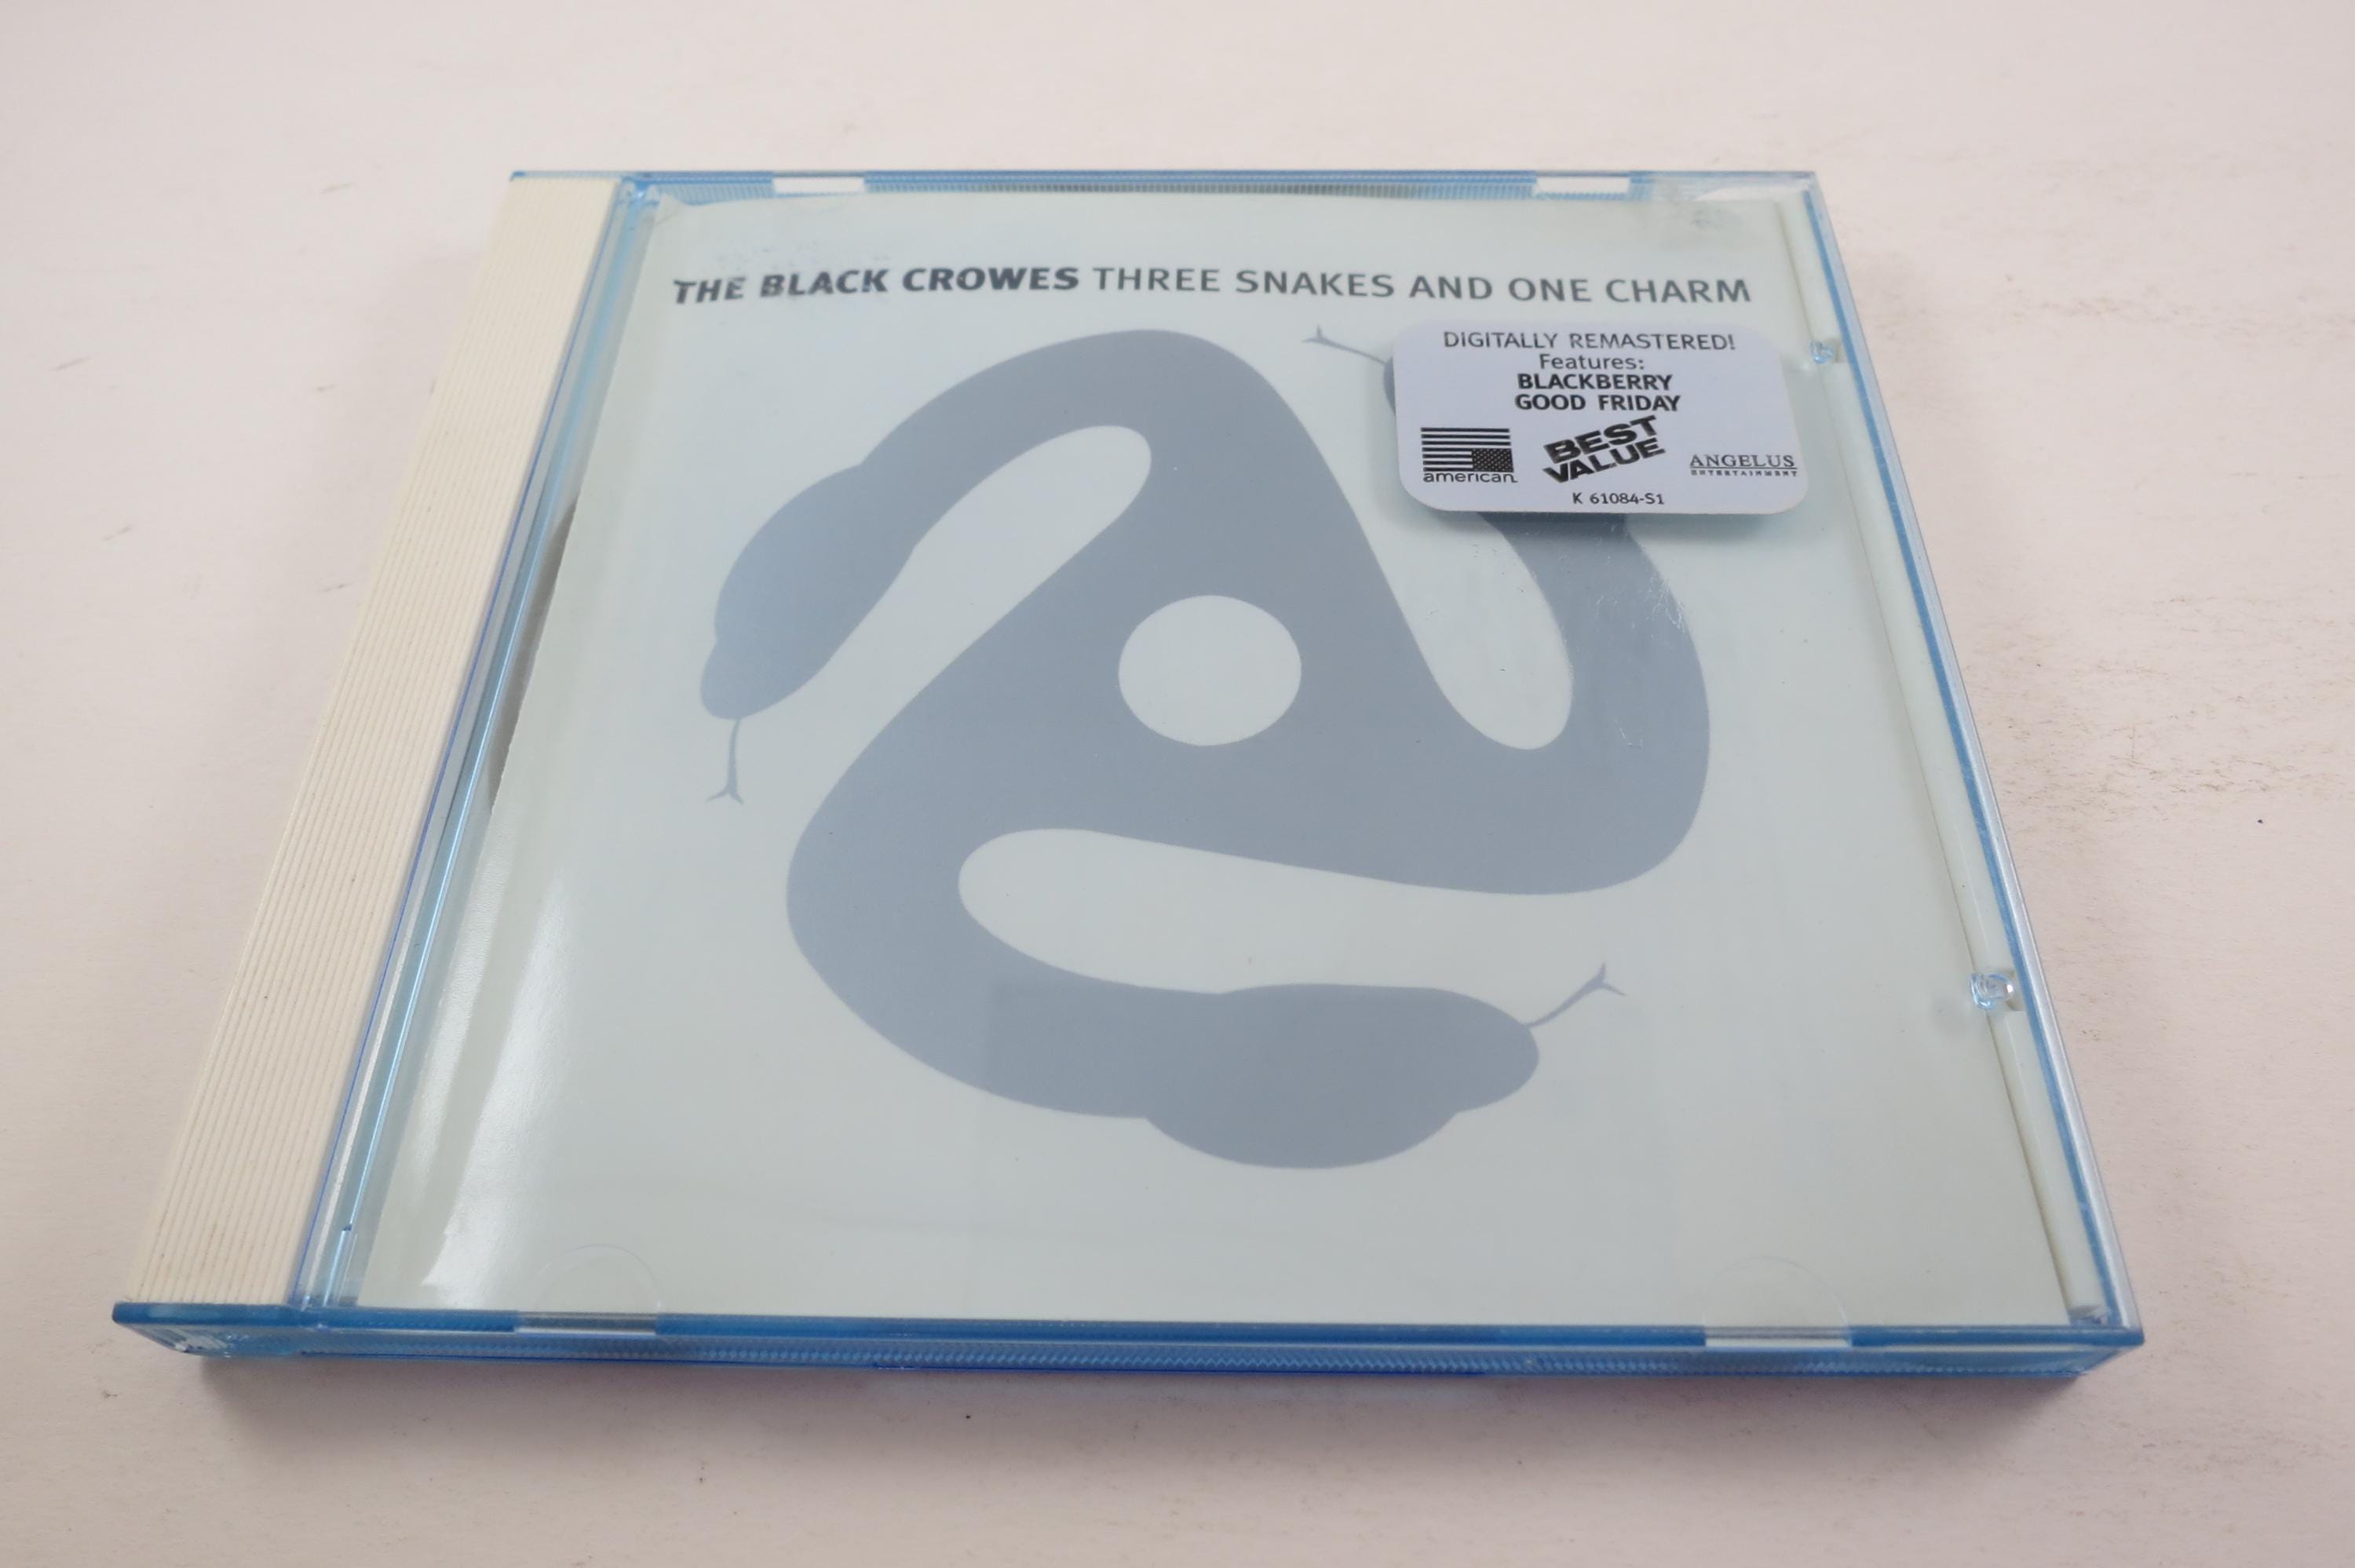 THE BLACK CROWES THREE SNAKES AND ONE CHARM
DIGITALLY REMASTERED!
Features:
BLACKBERRY
GOOD FRIDAY
BEST
VALUE
american
ANGELUS
ENTERTAINMENT
K 61084-S1